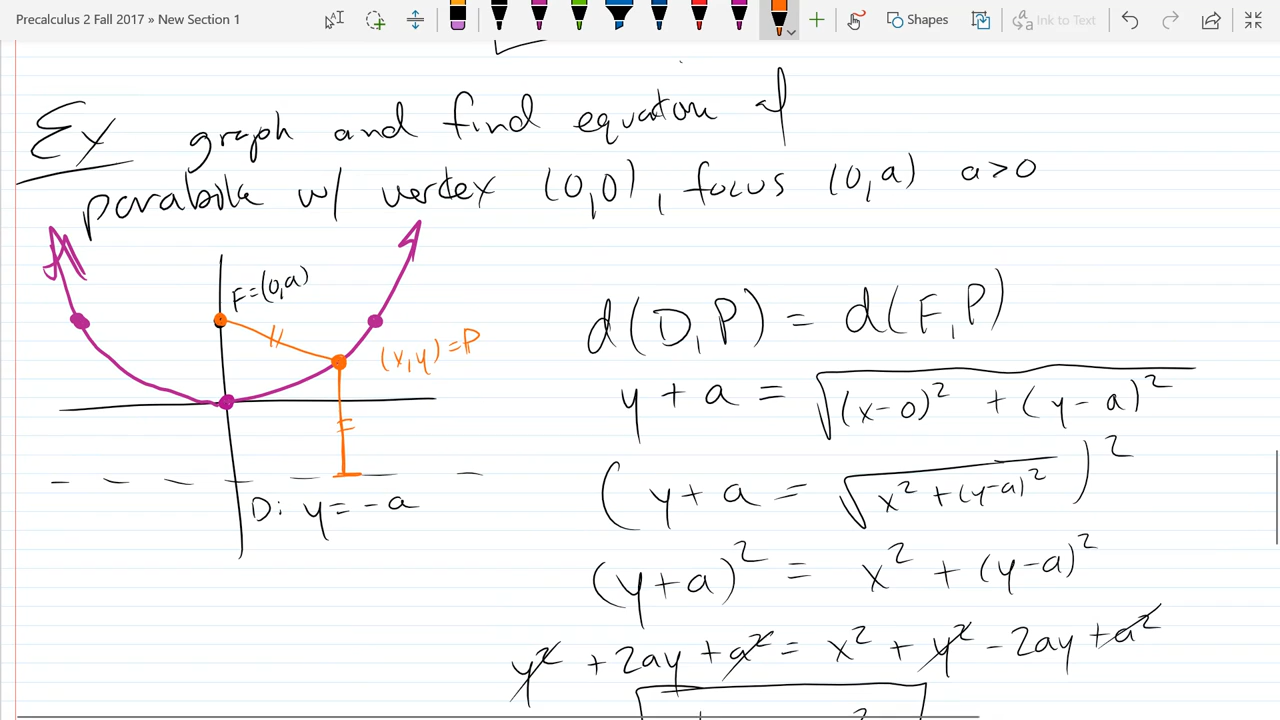 Precalculus 2 Fall 2017 » New Section 1
Shapes
Ink to Text
Ex graph and find equation of
parabola w/ vertex (0,0), focus (0,a) a>0
F=(0,a)
(x,y)=P
D: y=-a
d(D,P) = d(F,P)
y+a = √((x-0)² + (y-a)²)
(y+a = √(x²+(y-a)²))²
(y+a)² = x² + (y-a)²
y² + 2ay + a² = x² + y² - 2ay + a²